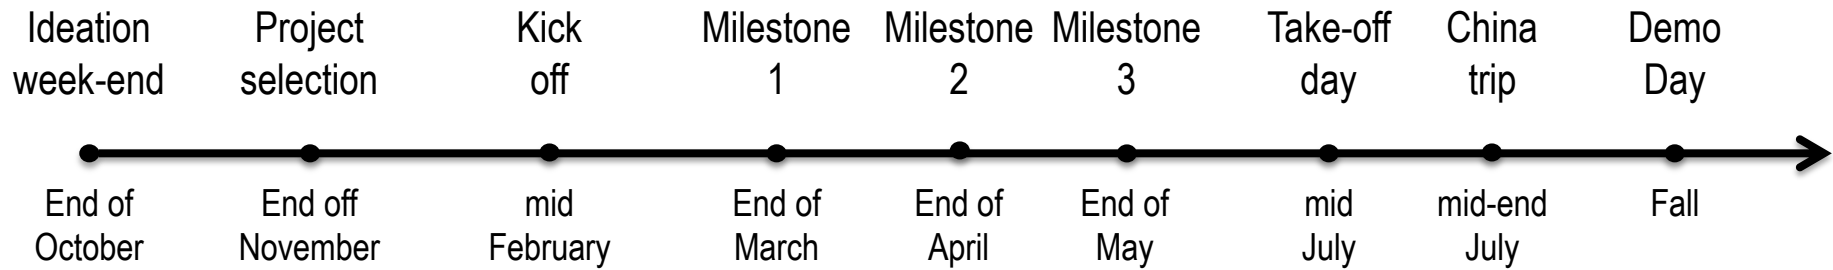 Ideation
week-end
Project
selection
Kick
off
Milestone
1
Milestone
2
Milestone
3
Take-off
day
China
trip
Demo
Day
End of
October
End off
November
mid
February
End of
March
End of
April
End of
May
mid
July
mid-end
July
Fall